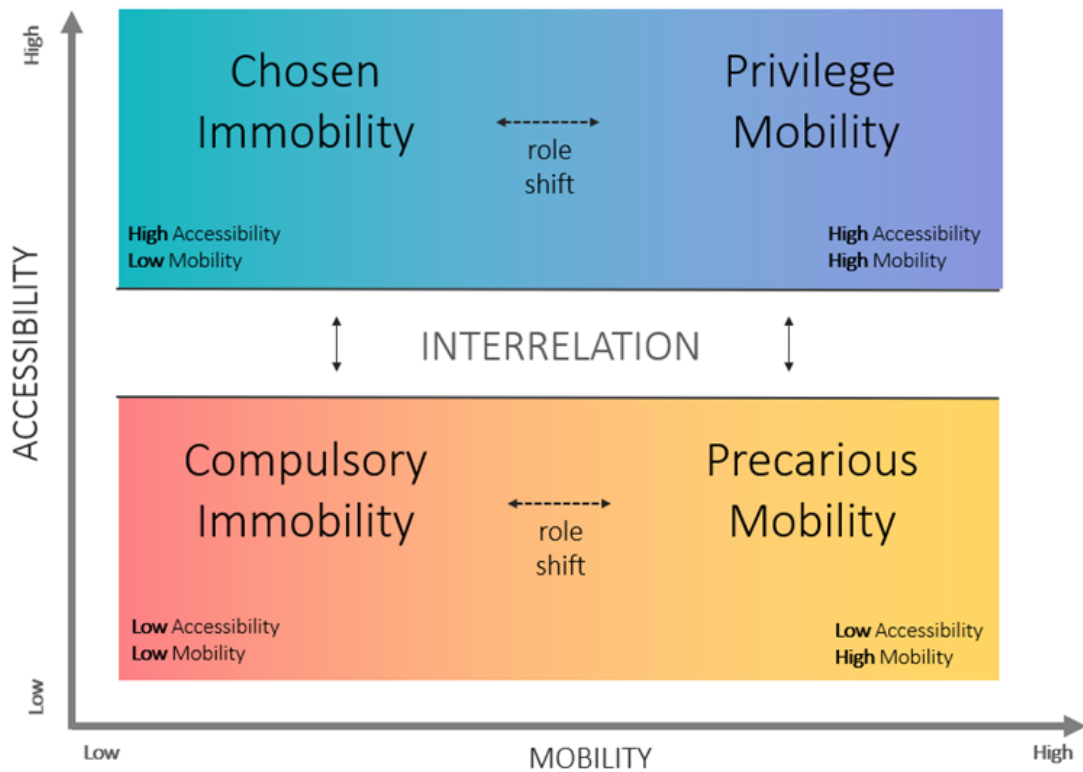 High
Chosen
Immobility
Privilege
Mobility
role
shift
High Accessibility
Low Mobility
High Accessibility
High Mobility
ACCESSIBILITY
INTERRELATION
Compulsory
Immobility
Precarious
Mobility
role
shift
Low Accessibility
Low Mobility
Low Accessibility
High Mobility
Low
Low
MOBILITY
High